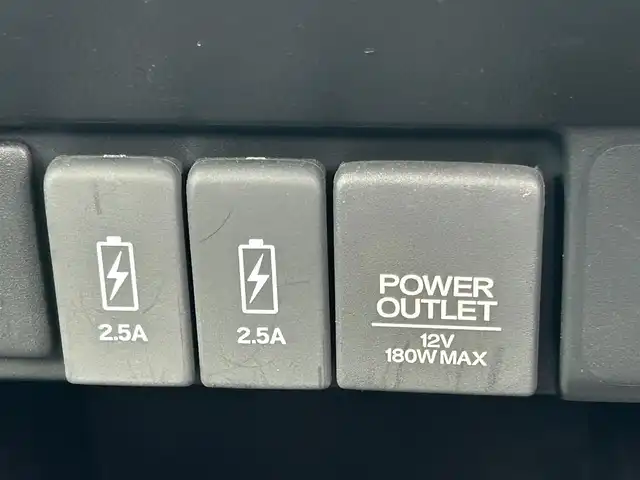 2.5A
2.5A
POWER
OUTLET
12V
180W MAX